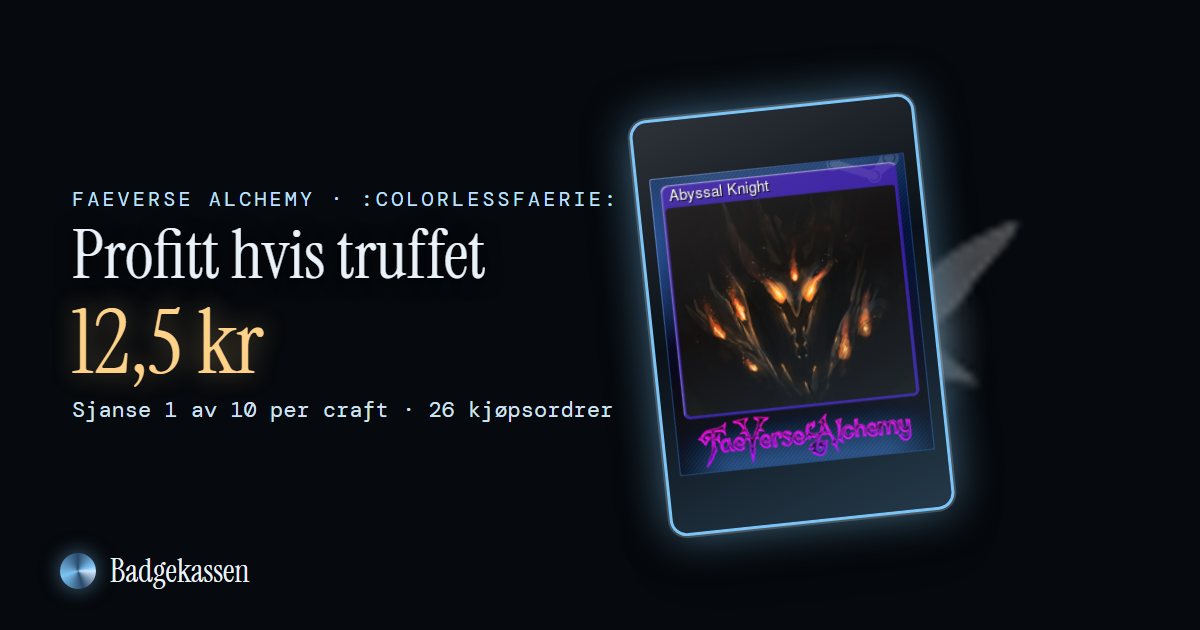 FAEVERSE ALCHEMY · :COLORLESSFAERIE:
Profitt hvis truffet
12,5 kr
Sjanse 1 av 10 per craft · 26 kjøpsordrer
Abyssal Knight
FaeVerse Alchemy
Badgekassen